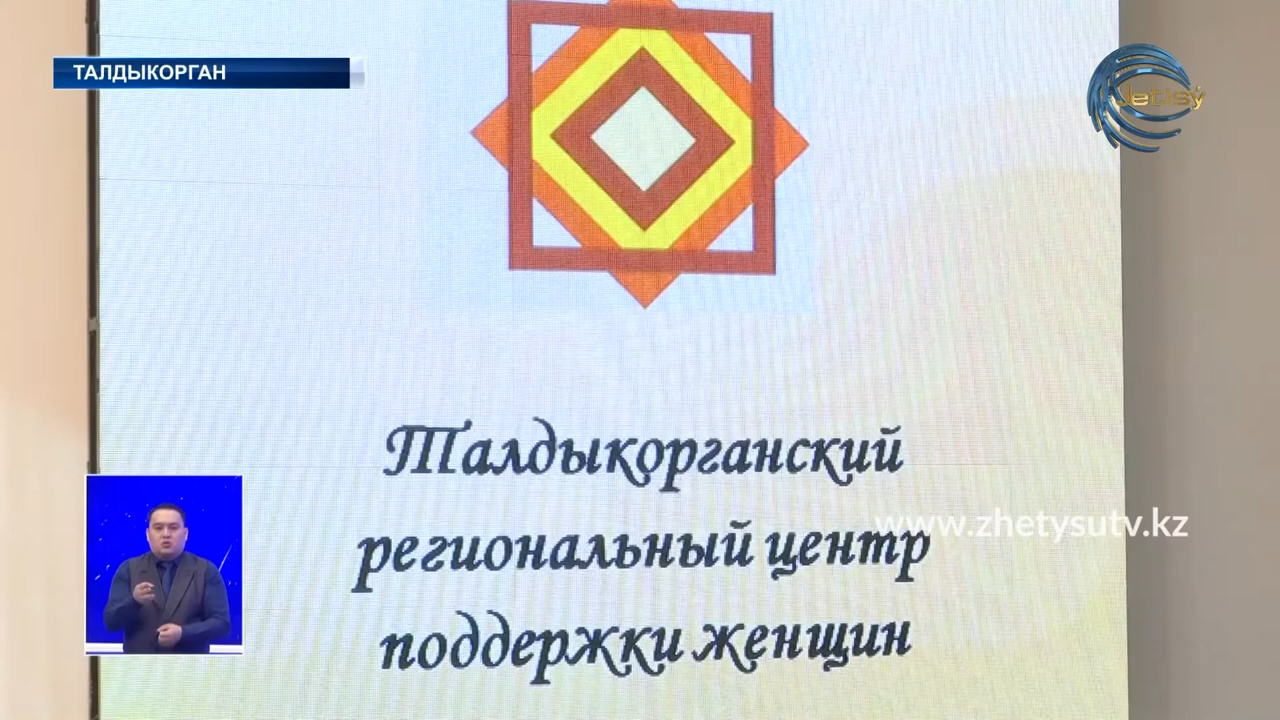 ТАЛДЫКОРГАН
Jetisý
Талдыкорганский
региональный центр
поддержки женщин
www.zhetysutv.kz